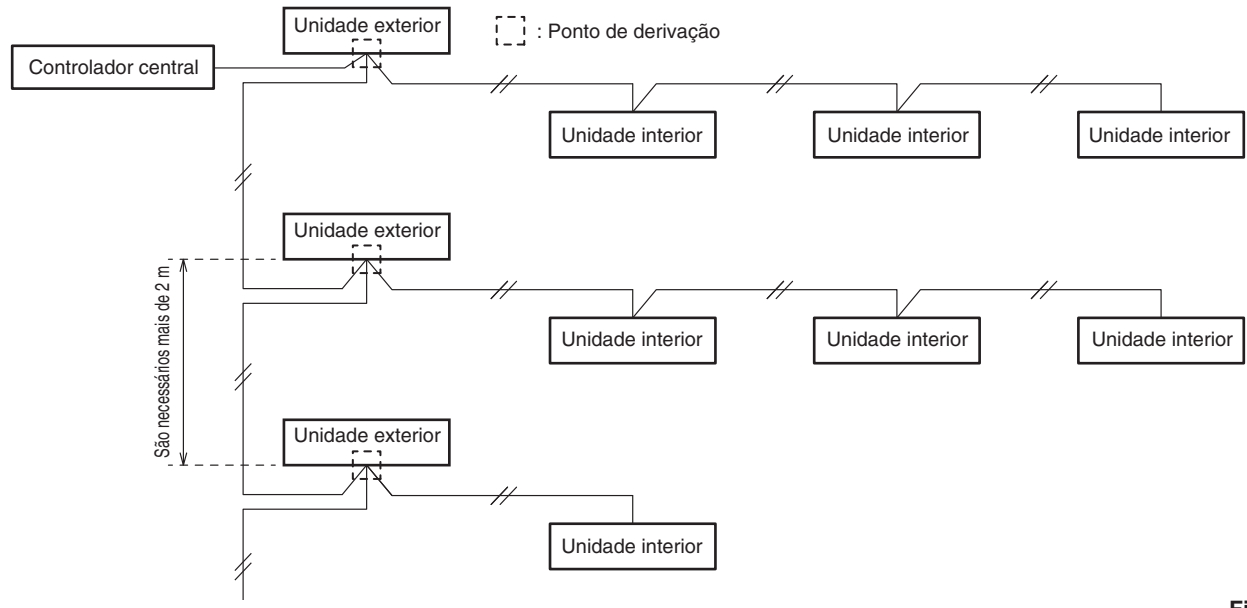 Unidade exterior
: Ponto de derivação
Controlador central
Unidade interior
Unidade interior
Unidade interior
Unidade exterior
São necessários mais de 2 m
Unidade interior
Unidade interior
Unidade interior
Unidade exterior
Unidade interior